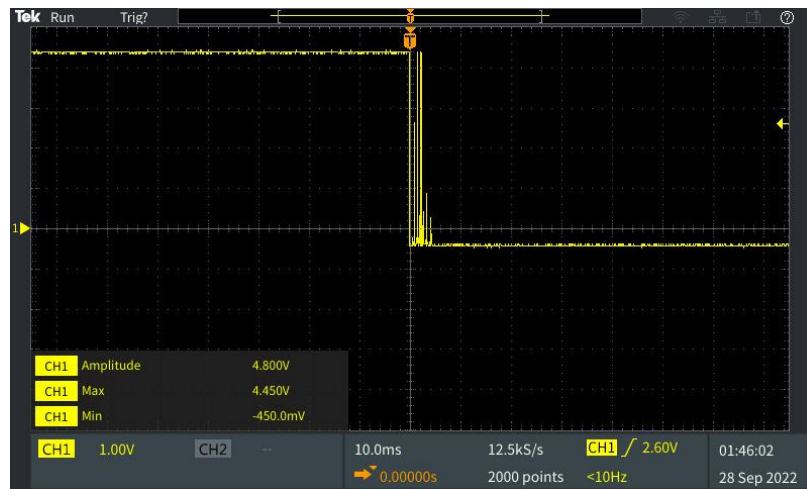 Tek Run Trig?
T
T
1
CH1 Amplitude 4.800V
CH1 Max 4.450V
CH1 Min -450.0mV
CH1 1.00V CH2 -- 10.0ms 12.5kS/s CH1 2.60V 01:46:02
0.00000s 2000 points <10Hz 28 Sep 2022